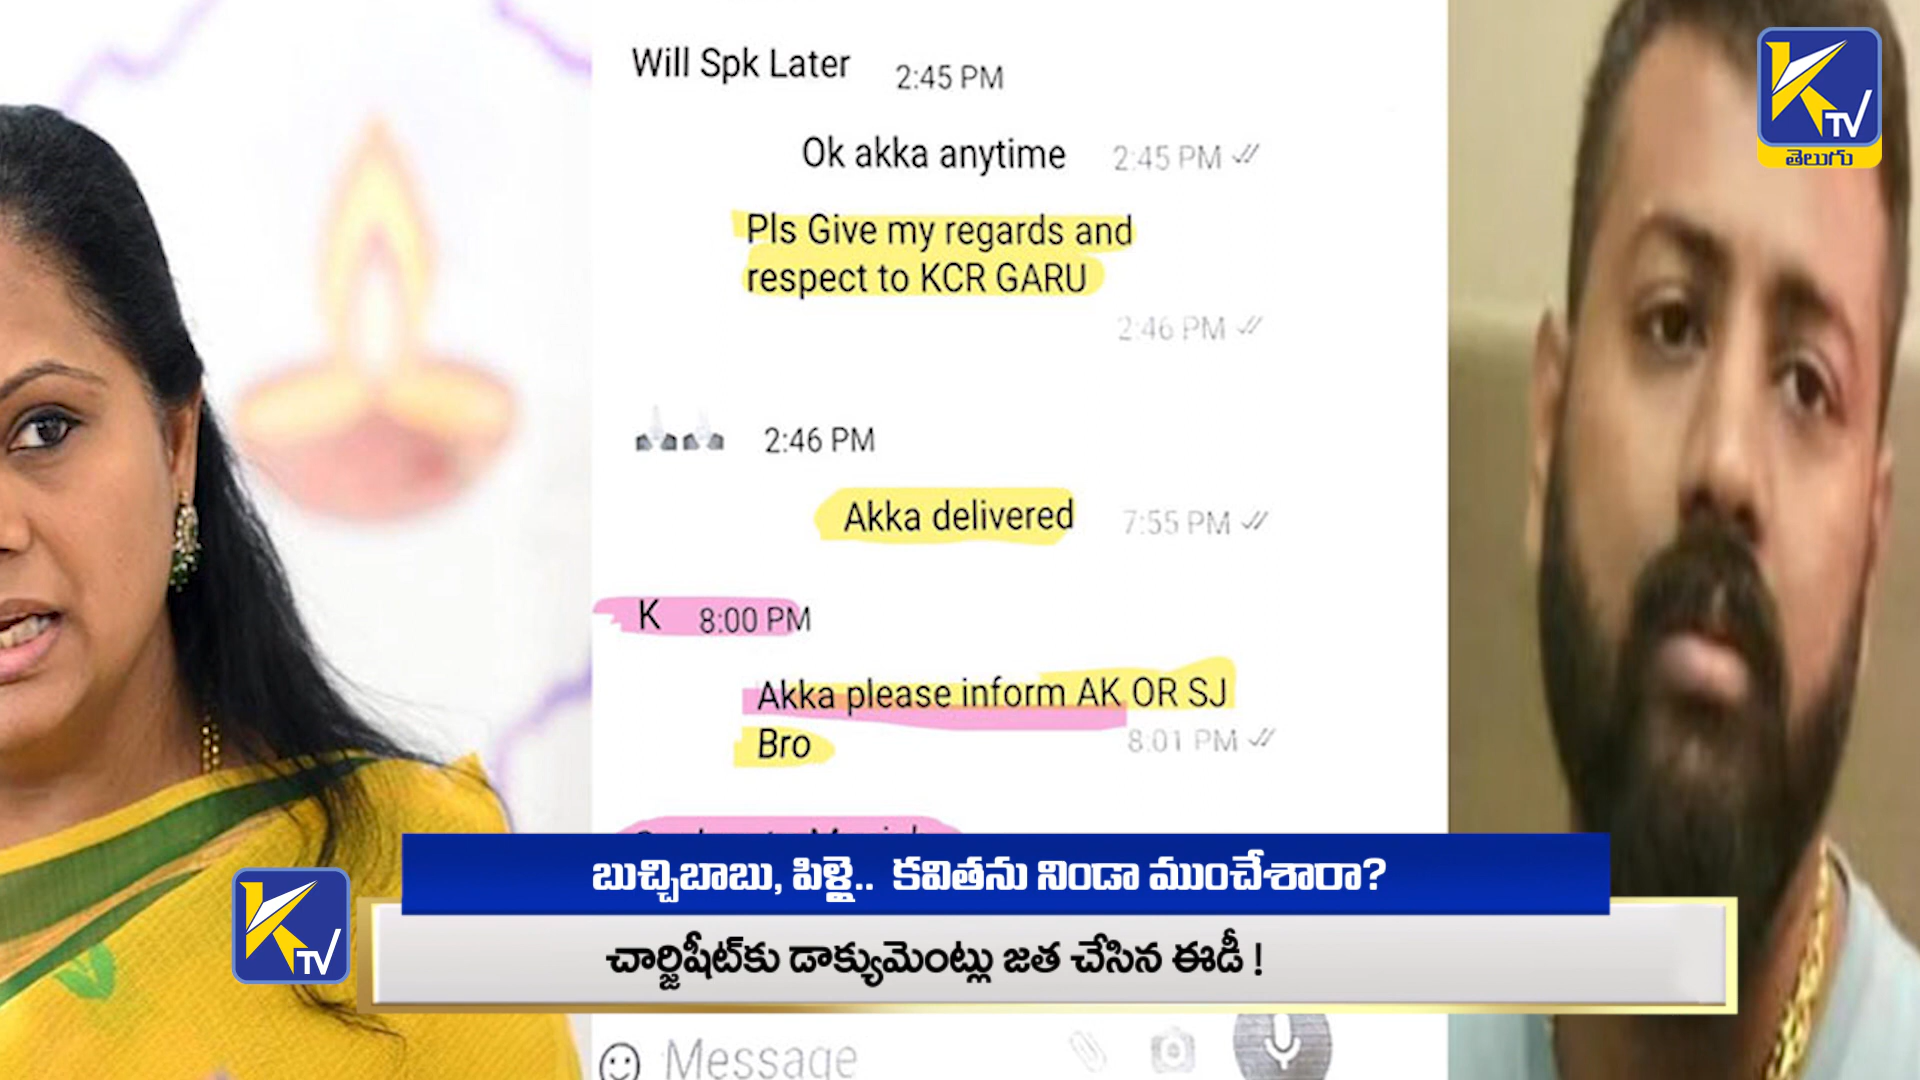 Will Spk Later 2:45 PM
Ok akka anytime 2:45 PM
Pls Give my regards and
respect to KCR GARU
2:46 PM
2:46 PM
Akka delivered 7:55 PM
K 8:00 PM
Akka please inform AK OR SJ
Bro 8:01 PM
KTV
తెలుగు
బుచ్చిబాబు, పిళ్లై.. కవితను నిండా ముంచేశారా?
KTV
చార్జిషీట్‌కు డాక్యుమెంట్లు జత చేసిన ఈడీ !
Message